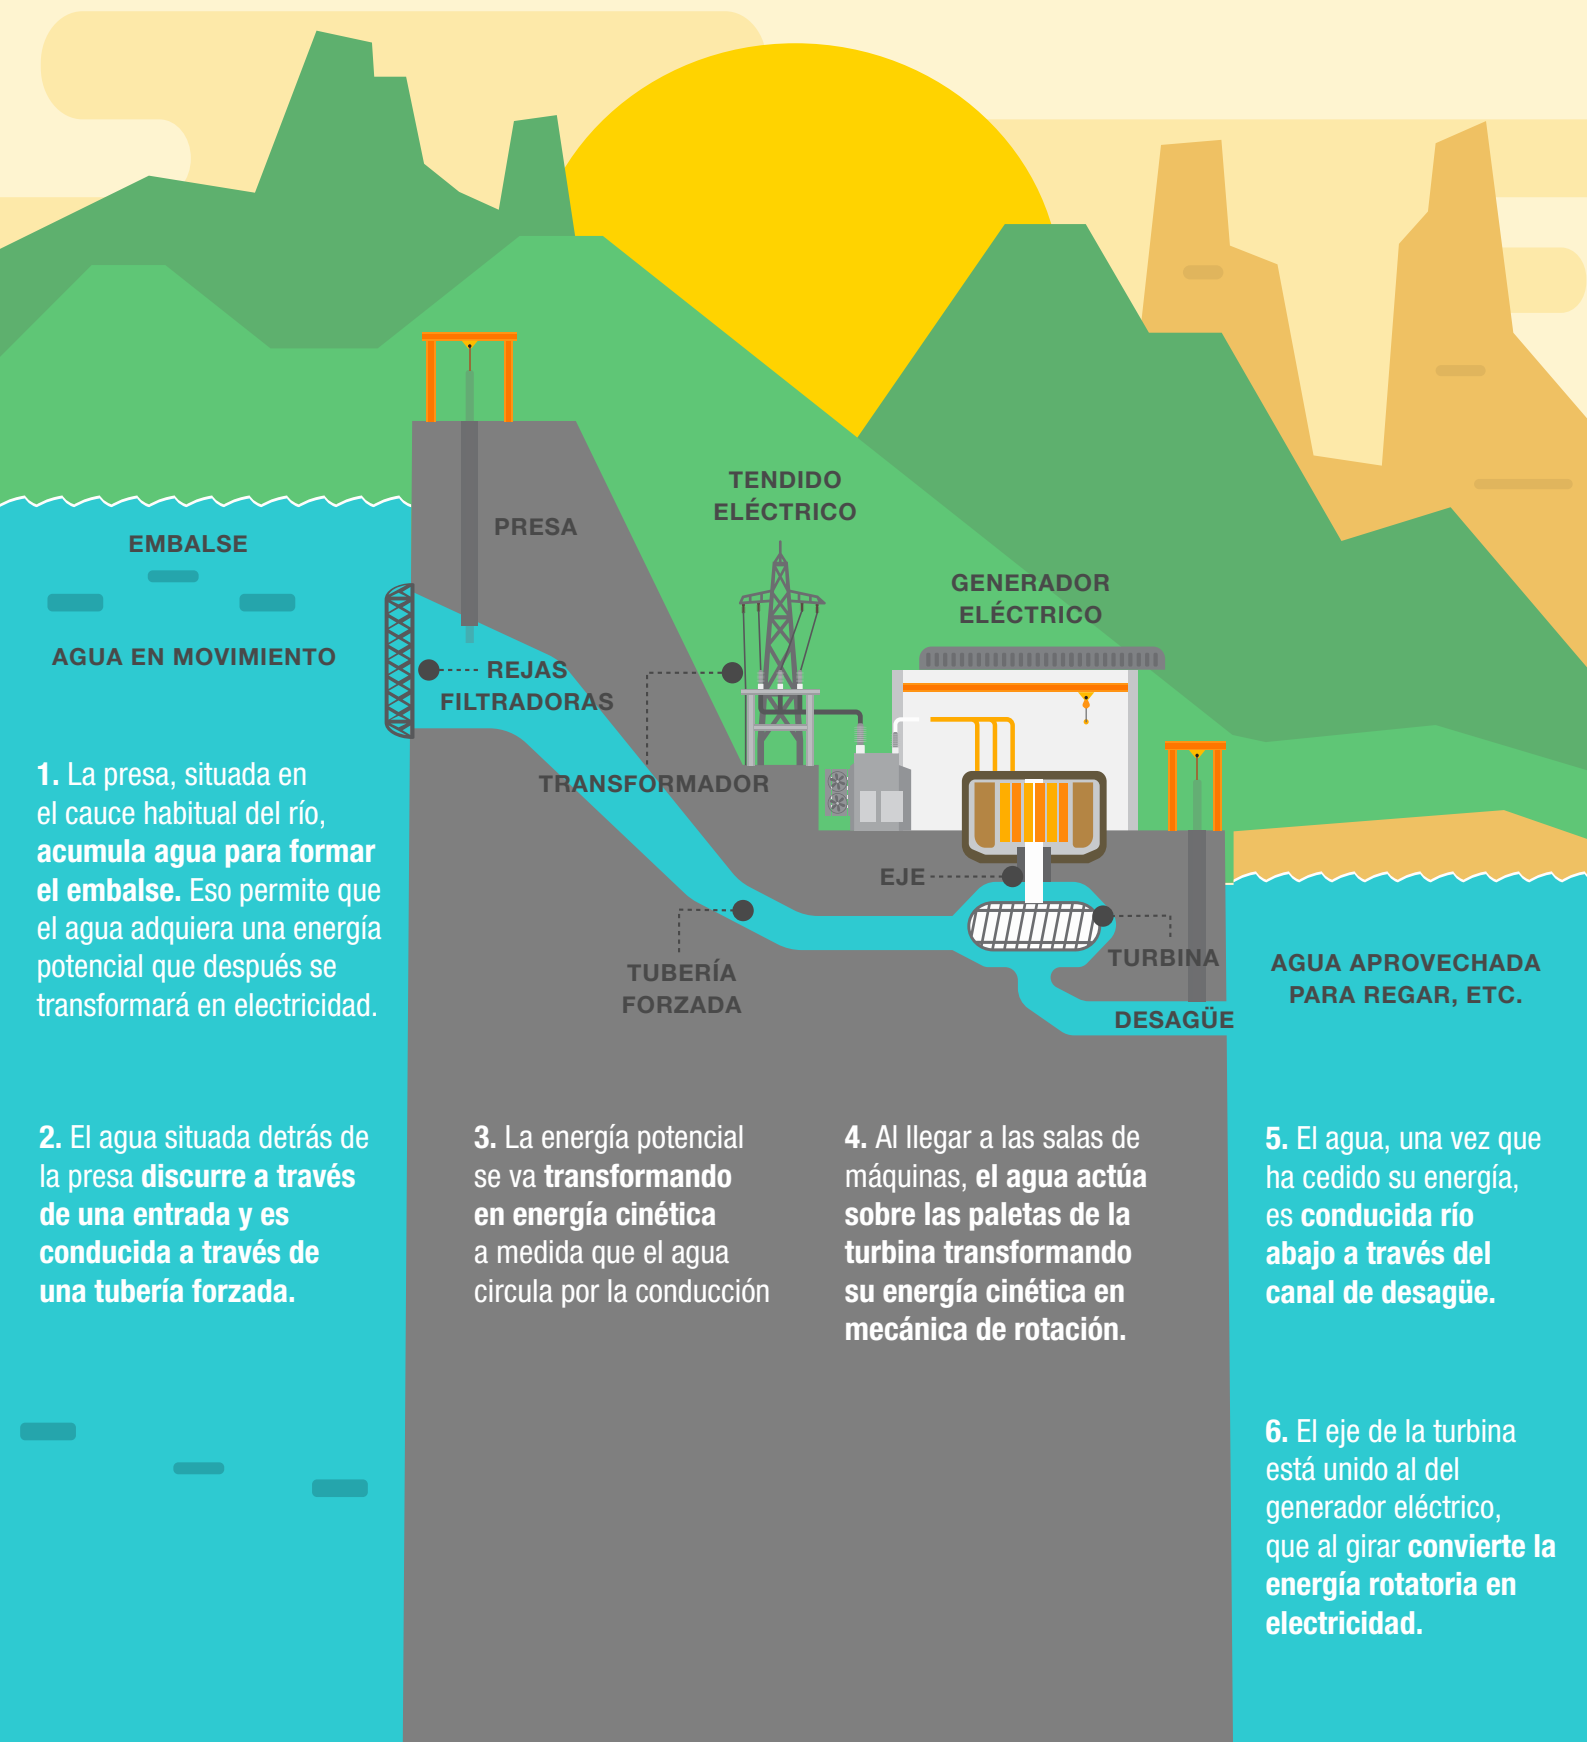 TENDIDO
ELÉCTRICO
PRESA
EMBALSE
GENERADOR
ELÉCTRICO
AGUA EN MOVIMIENTO
REJAS
FILTRADORAS
TRANSFORMADOR
EJE
TURBINA
TUBERÍA
FORZADA
AGUA APROVECHADA
PARA REGAR, ETC.
DESAGÜE
1. La presa, situada en
el cauce habitual del río,
acumula agua para formar
el embalse. Eso permite que
el agua adquiera una energía
potencial que después se
transformará en electricidad.
2. El agua situada detrás de
la presa discurre a través
de una entrada y es
conducida a través de
una tubería forzada.
3. La energía potencial
se va transformando
en energía cinética
a medida que el agua
circula por la conducción
4. Al llegar a las salas de
máquinas, el agua actúa
sobre las paletas de la
turbina transformando
su energía cinética en
mecánica de rotación.
5. El agua, una vez que
ha cedido su energía,
es conducida río
abajo a través del
canal de desagüe.
6. El eje de la turbina
está unido al del
generador eléctrico,
que al girar convierte la
energía rotatoria en
electricidad.